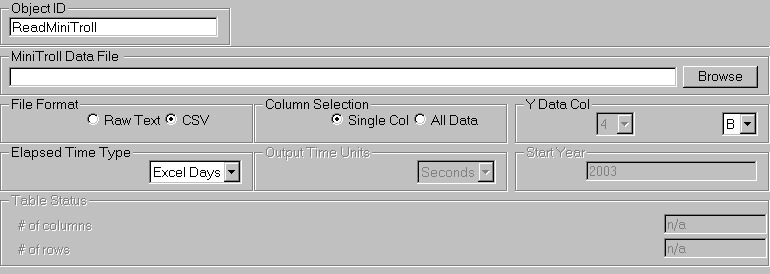 Object ID
ReadMiniTroll
MiniTroll Data File
Browse
File Format
Raw Text CSV
Column Selection
Single Col All Data
Y Data Col
4 B
Elapsed Time Type
Excel Days
Output Time Units
Seconds
Start Year
2003
Table Status
# of columns n/a
# of rows n/a